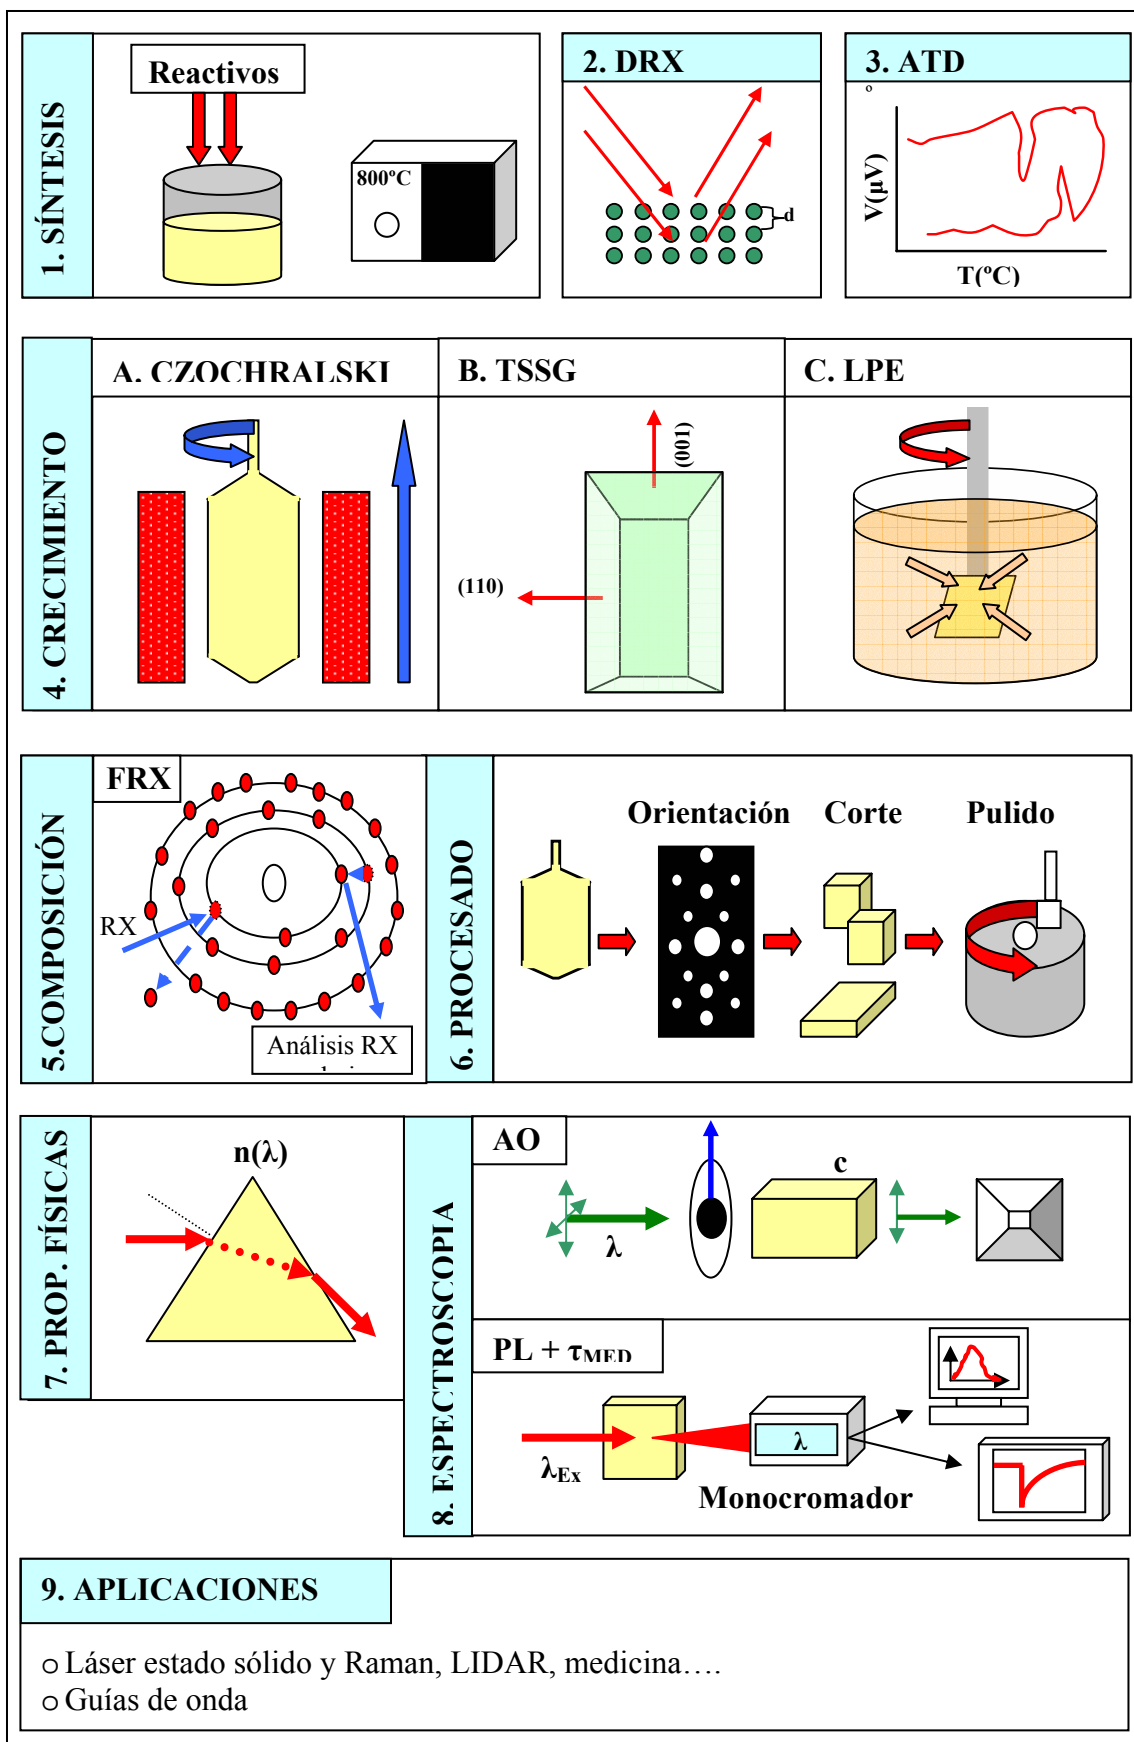 1. SÍNTESIS
Reactivos
800ºC
2. DRX
d
3. ATD
º
V(µV)
T(ºC)
4. CRECIMIENTO
A. CZOCHRALSKI
B. TSSG
(001)
(110)
C. LPE
5.COMPOSICIÓN
FRX
RX
Análisis RX
6. PROCESADO
Orientación
Corte
Pulido
7. PROP. FÍSICAS
n(λ)
8. ESPECTROSCOPIA
AO
λ
c
PL + τMED
λEx
λ
Monocromador
9. APLICACIONES
o Láser estado sólido y Raman, LIDAR, medicina….
o Guías de onda